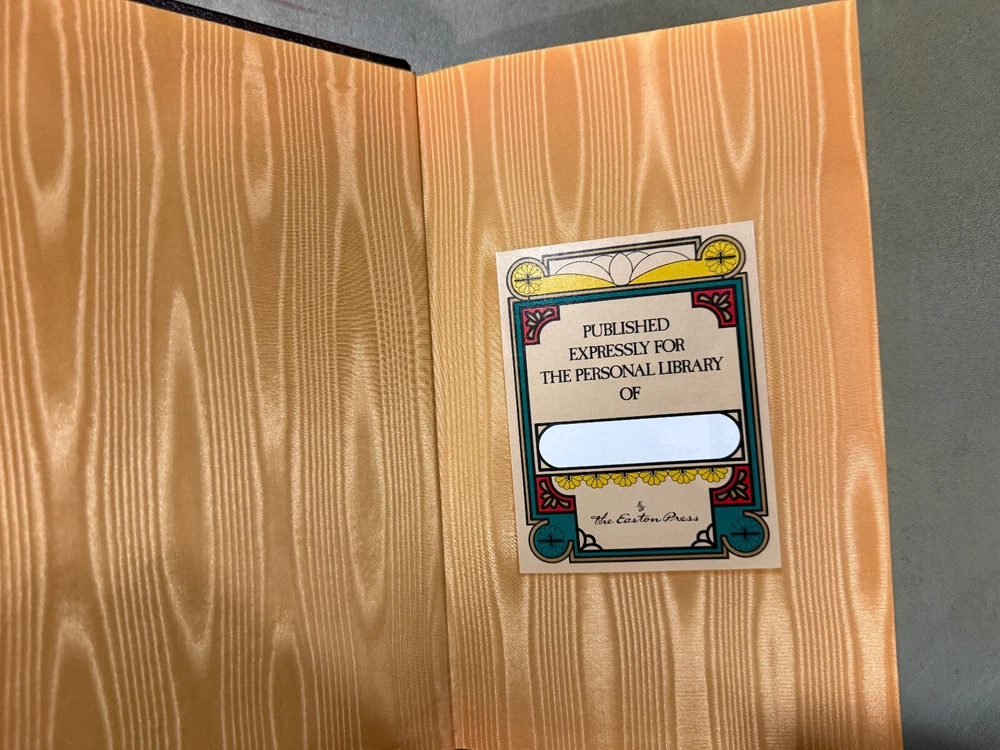 PUBLISHED
EXPRESSLY FOR
THE PERSONAL LIBRARY
OF
the Easton Press